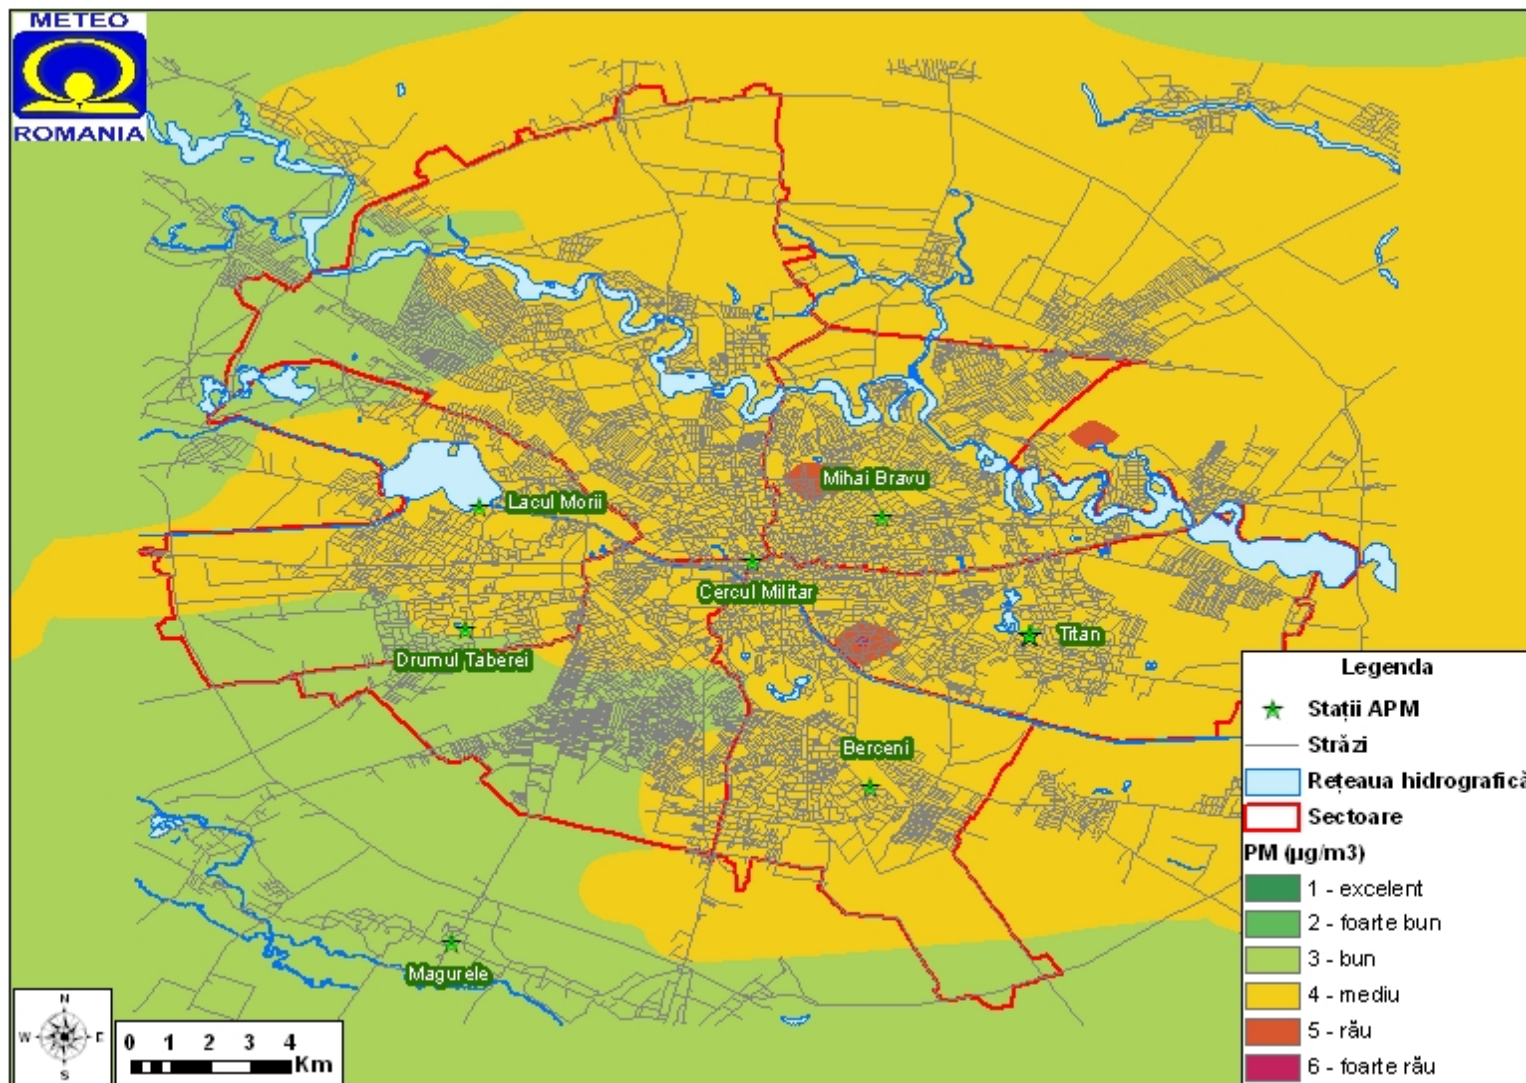 METEO
ROMANIA
Mihai Bravu
Lacul Morii
Cercul Militar
Titan
Drumul Taberei
Berceni
Magurele
N
W E
S
0 1 2 3 4
Km
Legenda
Stații APM
Străzi
Rețeaua hidrografică
Sectoare
PM (µg/m3)
1 - excelent
2 - foarte bun
3 - bun
4 - mediu
5 - rău
6 - foarte rău